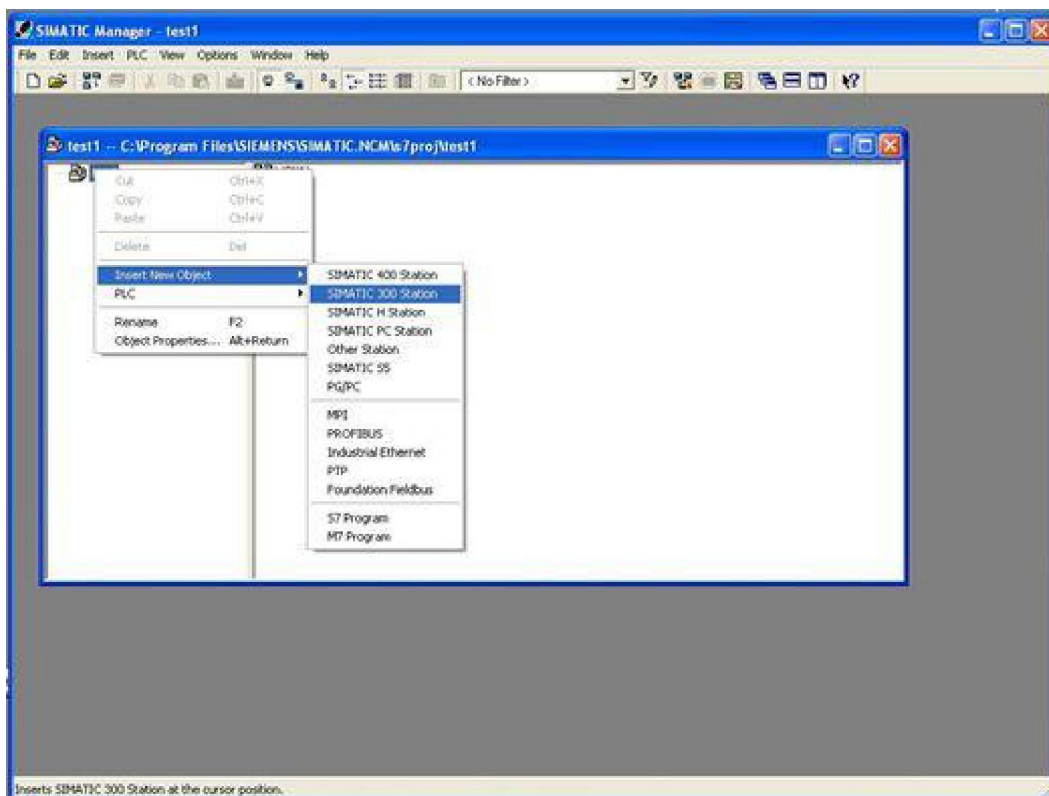 SIMATIC Manager - test1
File Edit Insert PLC View Options Window Help
< No Filter >
test1 -- C:\Program Files\SIEMENS\SIMATIC.NCM\s7proj\test1
Cut Ctrl+X
Copy Ctrl+C
Paste Ctrl+V
Delete Del
Insert New Object
PLC
Rename F2
Object Properties... Alt+Return
SIMATIC 400 Station
SIMATIC 300 Station
SIMATIC H Station
SIMATIC PC Station
Other Station
SIMATIC S5
PG/PC
MPI
PROFIBUS
Industrial Ethernet
PTP
Foundation Fieldbus
S7 Program
M7 Program
Inserts SIMATIC 300 Station at the cursor position.